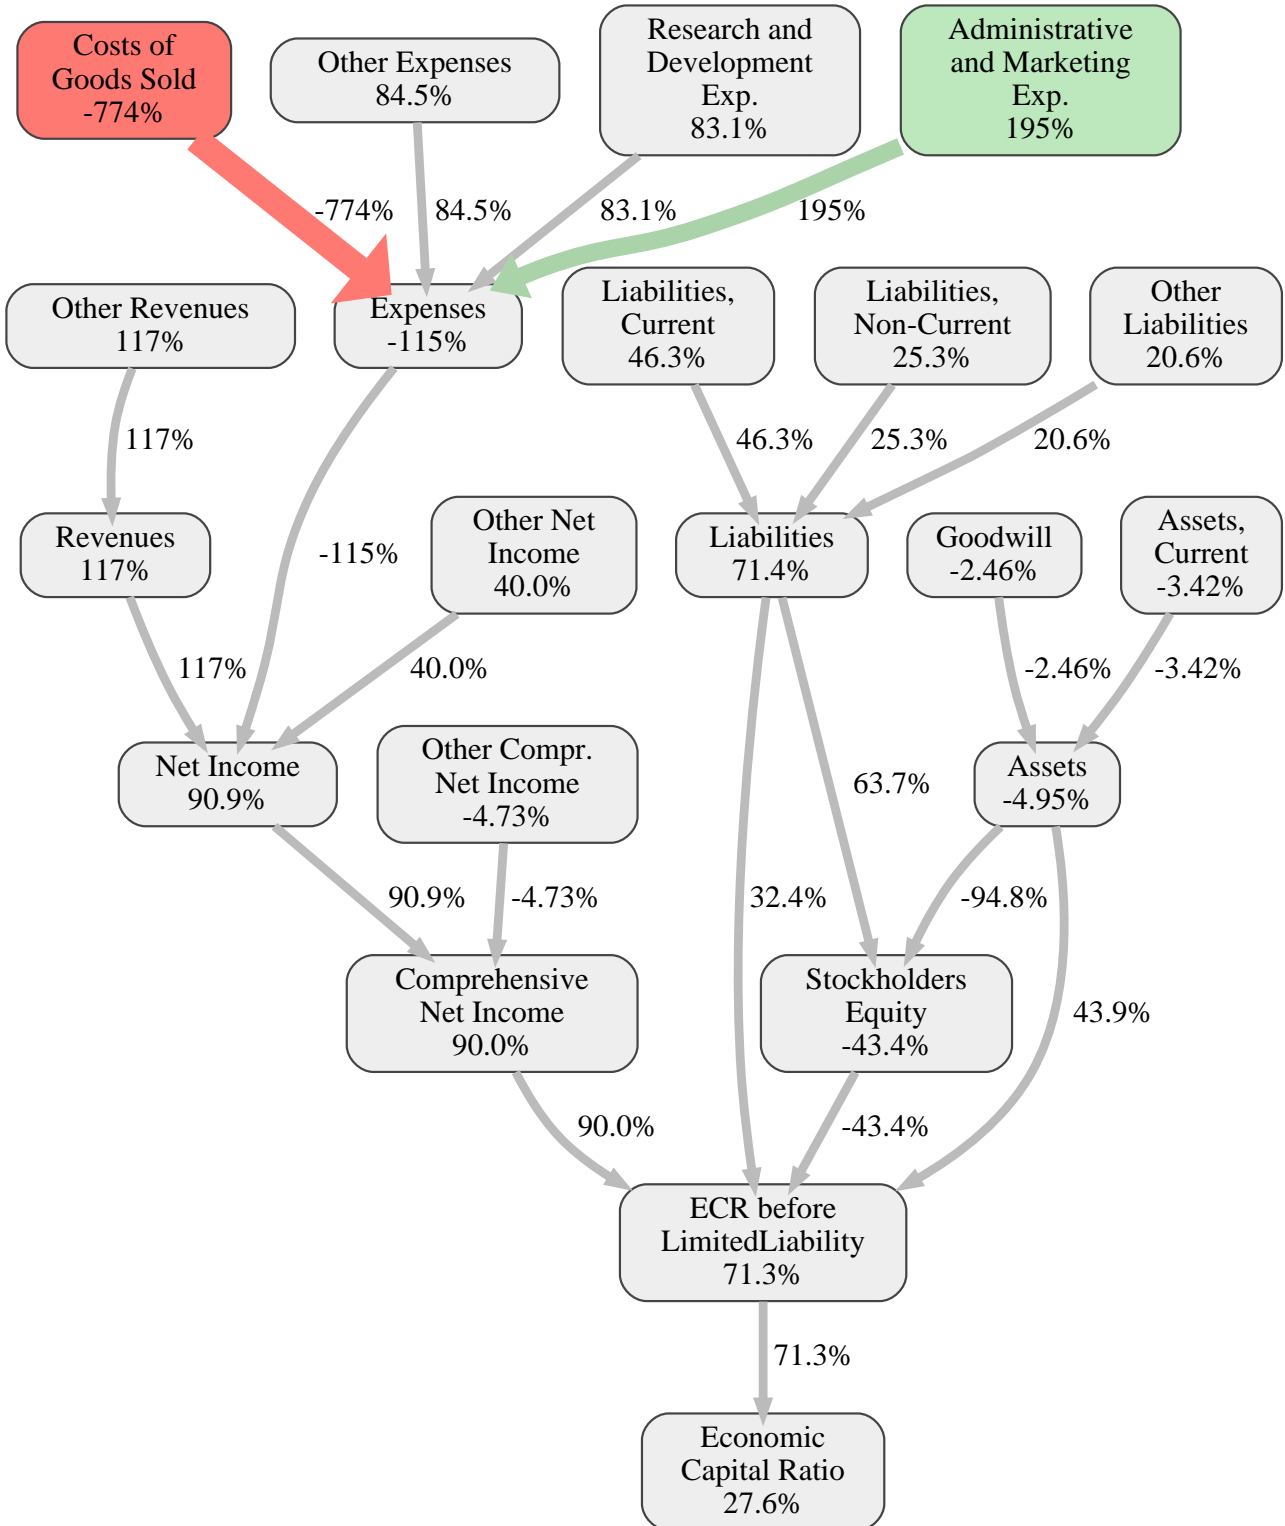 Costs of
Goods Sold
-774%
Other Expenses
84.5%
Research and
Development
Exp.
83.1%
Administrative
and Marketing
Exp.
195%
-774%
84.5%
83.1%
195%
Other Revenues
117%
Expenses
-115%
Liabilities,
Current
46.3%
Liabilities,
Non-Current
25.3%
Other
Liabilities
20.6%
117%
46.3%
25.3%
20.6%
Revenues
117%
-115%
Other Net
Income
40.0%
Liabilities
71.4%
Goodwill
-2.46%
Assets,
Current
-3.42%
117%
40.0%
-2.46%
-3.42%
Net Income
90.9%
Other Compr.
Net Income
-4.73%
63.7%
Assets
-4.95%
90.9%
-4.73%
32.4%
-94.8%
Comprehensive
Net Income
90.0%
Stockholders
Equity
-43.4%
43.9%
90.0%
-43.4%
ECR before
LimitedLiability
71.3%
71.3%
Economic
Capital Ratio
27.6%